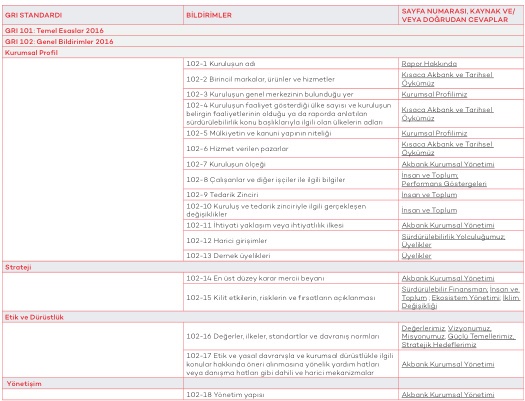 GRI STANDARDI BİLDİRİMLER SAYFA NUMARASI, KAYNAK VE/
VEYA DOĞRUDAN CEVAPLAR
GRI 101: Temel Esaslar 2016
GRI 102: Genel Bildirimler 2016
Kurumsal Profil
102-1 Kuruluşun adı Rapor Hakkında
102-2 Birincil markalar, ürünler ve hizmetler Kısaca Akbank ve Tarihsel
Öykümüz
102-3 Kuruluşun genel merkezinin bulunduğu yer Kurumsal Profilimiz
102-4 Kuruluşun faaliyet gösterdiği ülke sayısı ve kuruluşun
belirgin faaliyetlerinin olduğu ya da raporda anlatılan
sürdürülebilirlik konu başlıklarıyla ilgili olan ülkelerin adları
Kısaca Akbank ve Tarihsel
Öykümüz
102-5 Mülkiyetin ve kanuni yapının niteliği Kurumsal Profilimiz
102-6 Hizmet verilen pazarlar Kısaca Akbank ve Tarihsel
Öykümüz
102-7 Kuruluşun ölçeği Akbank Kurumsal Yönetimi
102-8 Çalışanlar ve diğer işçiler ile ilgili bilgiler İnsan ve Toplum,
Performans Göstergeleri
102-9 Tedarik Zinciri İnsan ve Toplum
102-10 Kuruluş ve tedarik zinciriyle ilgili gerçekleşen
değişiklikler
İnsan ve Toplum
102-11 İhtiyati yaklaşım veya ihtiyatlılık ilkesi Akbank Kurumsal Yönetimi
102-12 Harici girişimler Sürdürülebilirlik Yolculuğumuz,
Üyelikler
102-13 Dernek üyelikleri Üyelikler
Strateji
102-14 En üst düzey karar mercii beyanı Akbank Kurumsal Yönetimi
102-15 Kilit etkilerin, risklerin ve fırsatların açıklanması Sürdürülebilir Finansman, İnsan ve
Toplum, Ekosistem Yönetimi, İklim
Değişikliği
Etik ve Dürüstlük
102-16 Değerler, ilkeler, standartlar ve davranış normları Değerlerimiz, Vizyonumuz,
Misyonumuz, Güçlü Temellerimiz,
Stratejik Hedeflerimiz
102-17 Etik ve yasal davranışla ve kurumsal dürüstlükle ilgili
konular hakkında öneri alınmasına yönelik yardım hatları
veya danışma hatları gibi dahili ve harici mekanizmalar
Akbank Kurumsal Yönetimi
Yönetişim
102-18 Yönetim yapısı Akbank Kurumsal Yönetimi